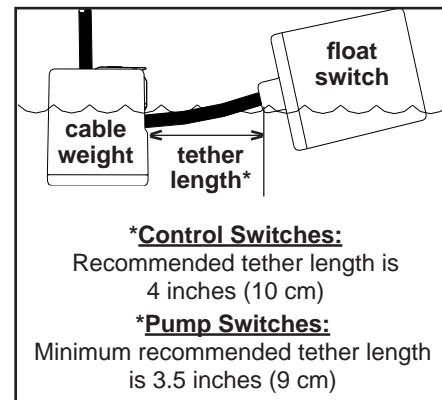 float
switch
cable
weight
tether
length*
*Control Switches:
Recommended tether length is
4 inches (10 cm)
*Pump Switches:
Minimum recommended tether length
is 3.5 inches (9 cm)